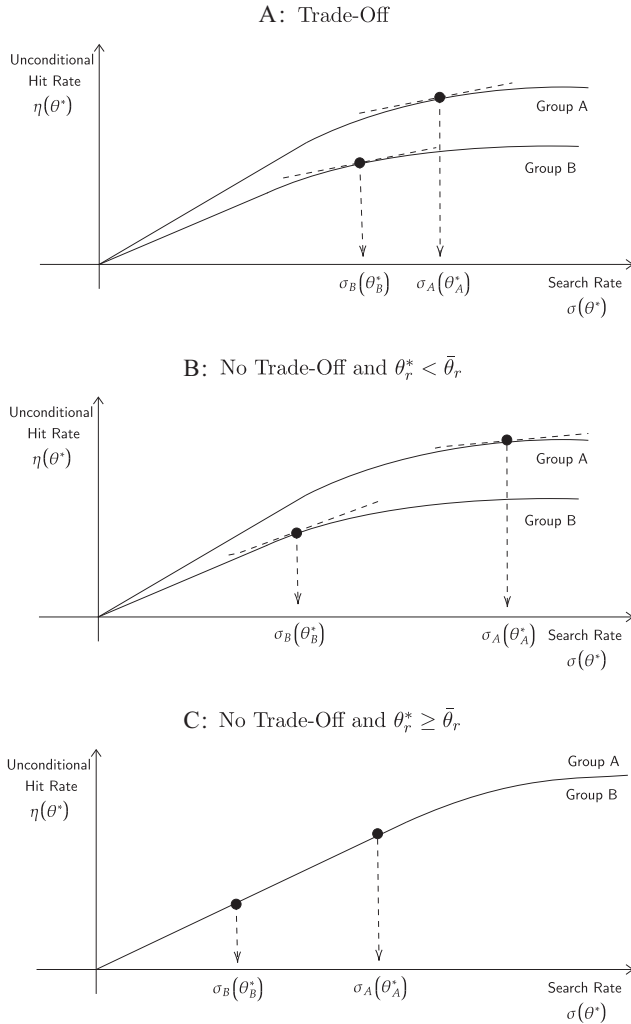 A: Trade-Off
Unconditional
Hit Rate
η(θ*)
Group A
Group B
σ_B(θ*_B)
σ_A(θ*_A)
Search Rate
σ(θ*)
B: No Trade-Off and θ*_r < θ̄_r
Unconditional
Hit Rate
η(θ*)
Group A
Group B
σ_B(θ*_B)
σ_A(θ*_A)
Search Rate
σ(θ*)
C: No Trade-Off and θ*_r ≥ θ̄_r
Unconditional
Hit Rate
η(θ*)
Group A
Group B
σ_B(θ*_B)
σ_A(θ*_A)
Search Rate
σ(θ*)